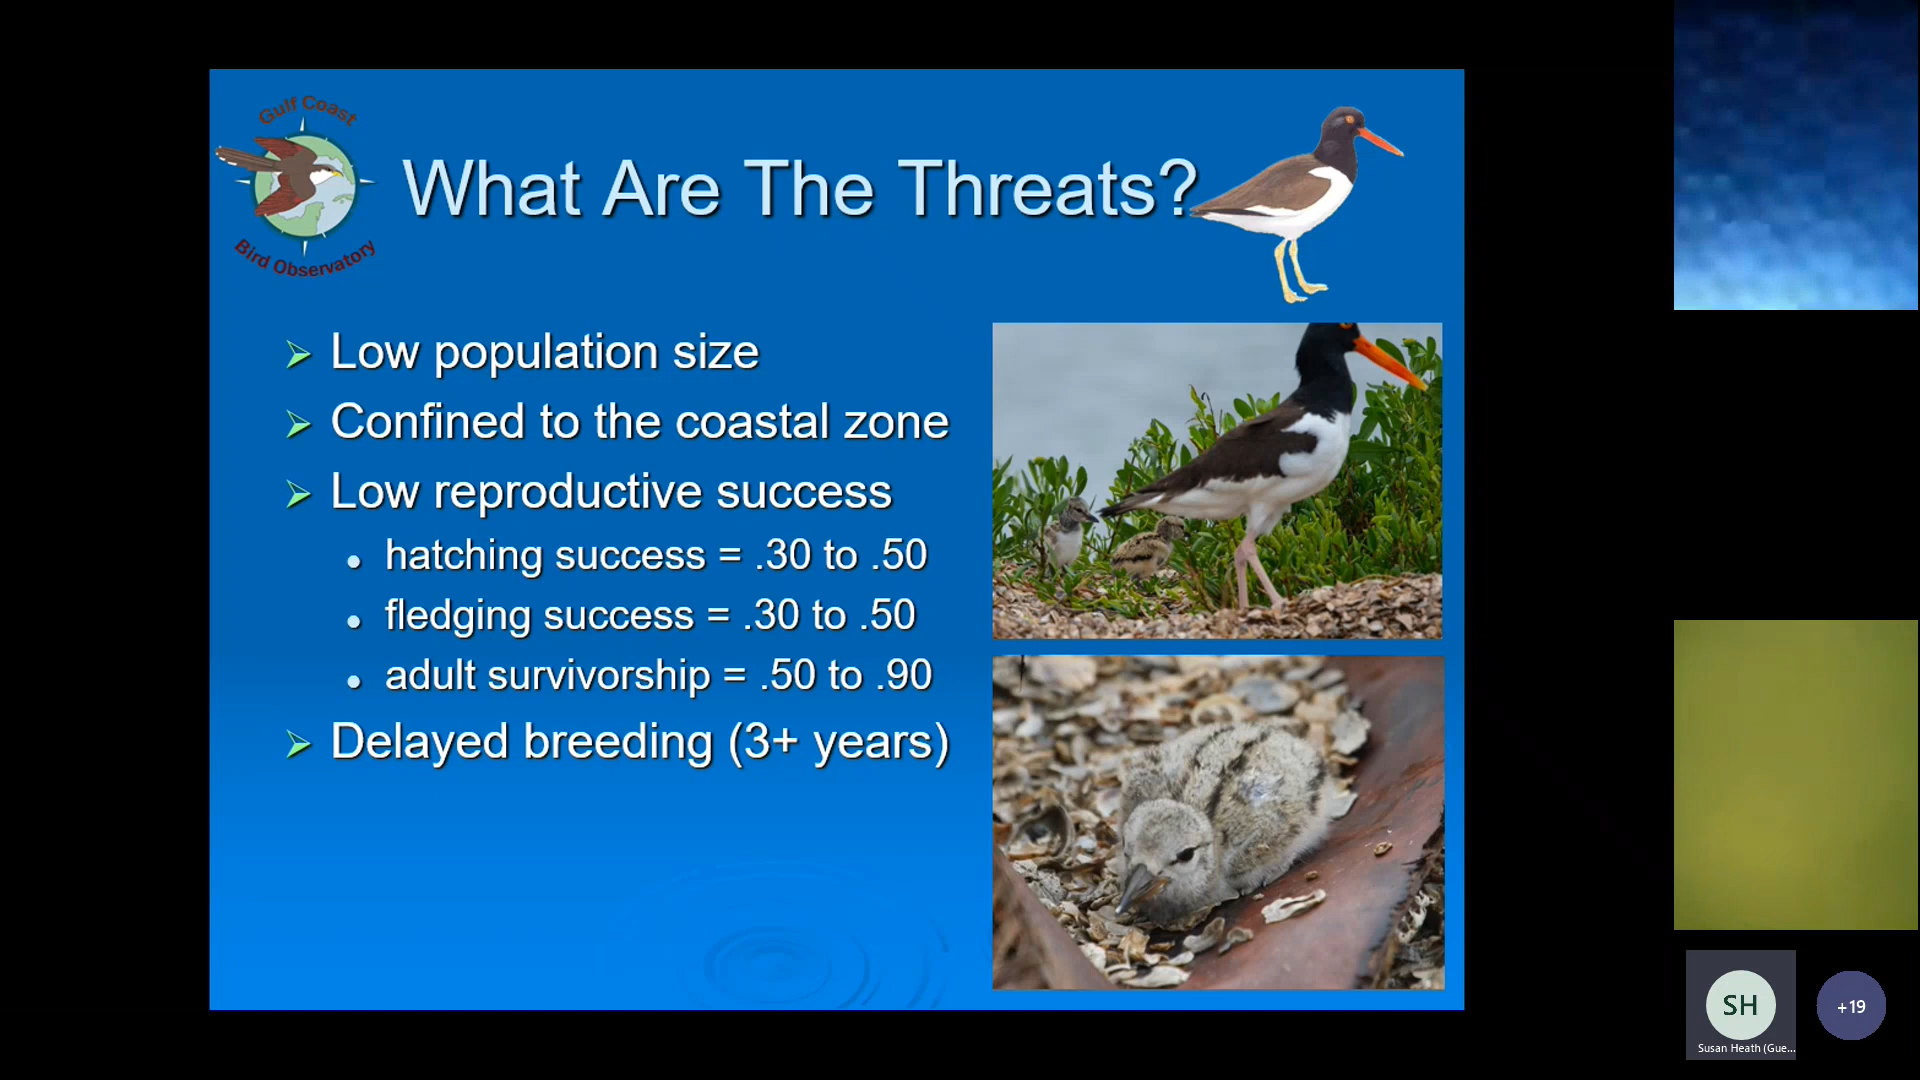 Gulf Coast
Bird Observatory
What Are The Threats?
Low population size
Confined to the coastal zone
Low reproductive success
hatching success = .30 to .50
fledging success = .30 to .50
adult survivorship = .50 to .90
Delayed breeding (3+ years)
SH
+19
Susan Heath (Gue...